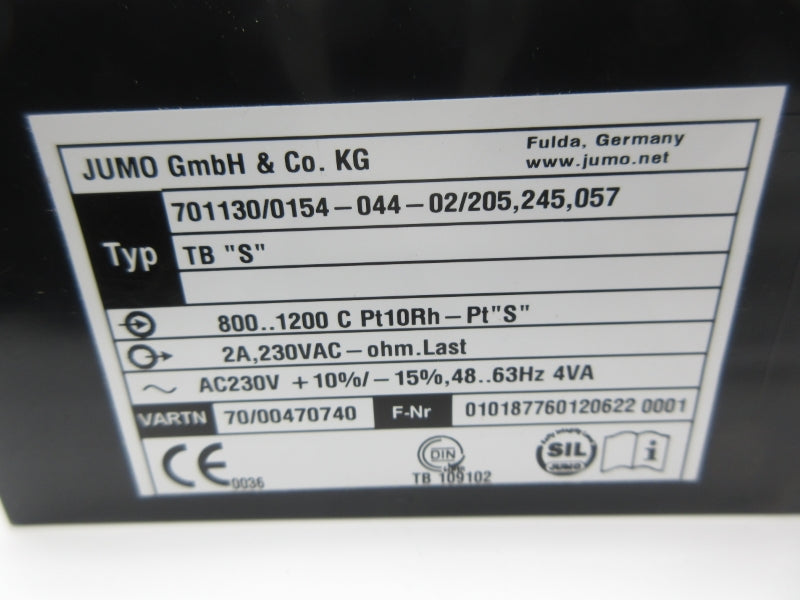 JUMO GmbH & Co. KG
Fulda, Germany
www.jumo.net
Typ
701130/0154-044-02/205,245,057
TB "S"
800..1200 C Pt10Rh-Pt"S"
2A,230VAC-ohm.Last
AC230V +10%/-15%,48..63Hz 4VA
VARTN 70/00470740 F-Nr 010187760120622 0001
CE 0036
DIN
TB 109102
SIL
JUMO
i